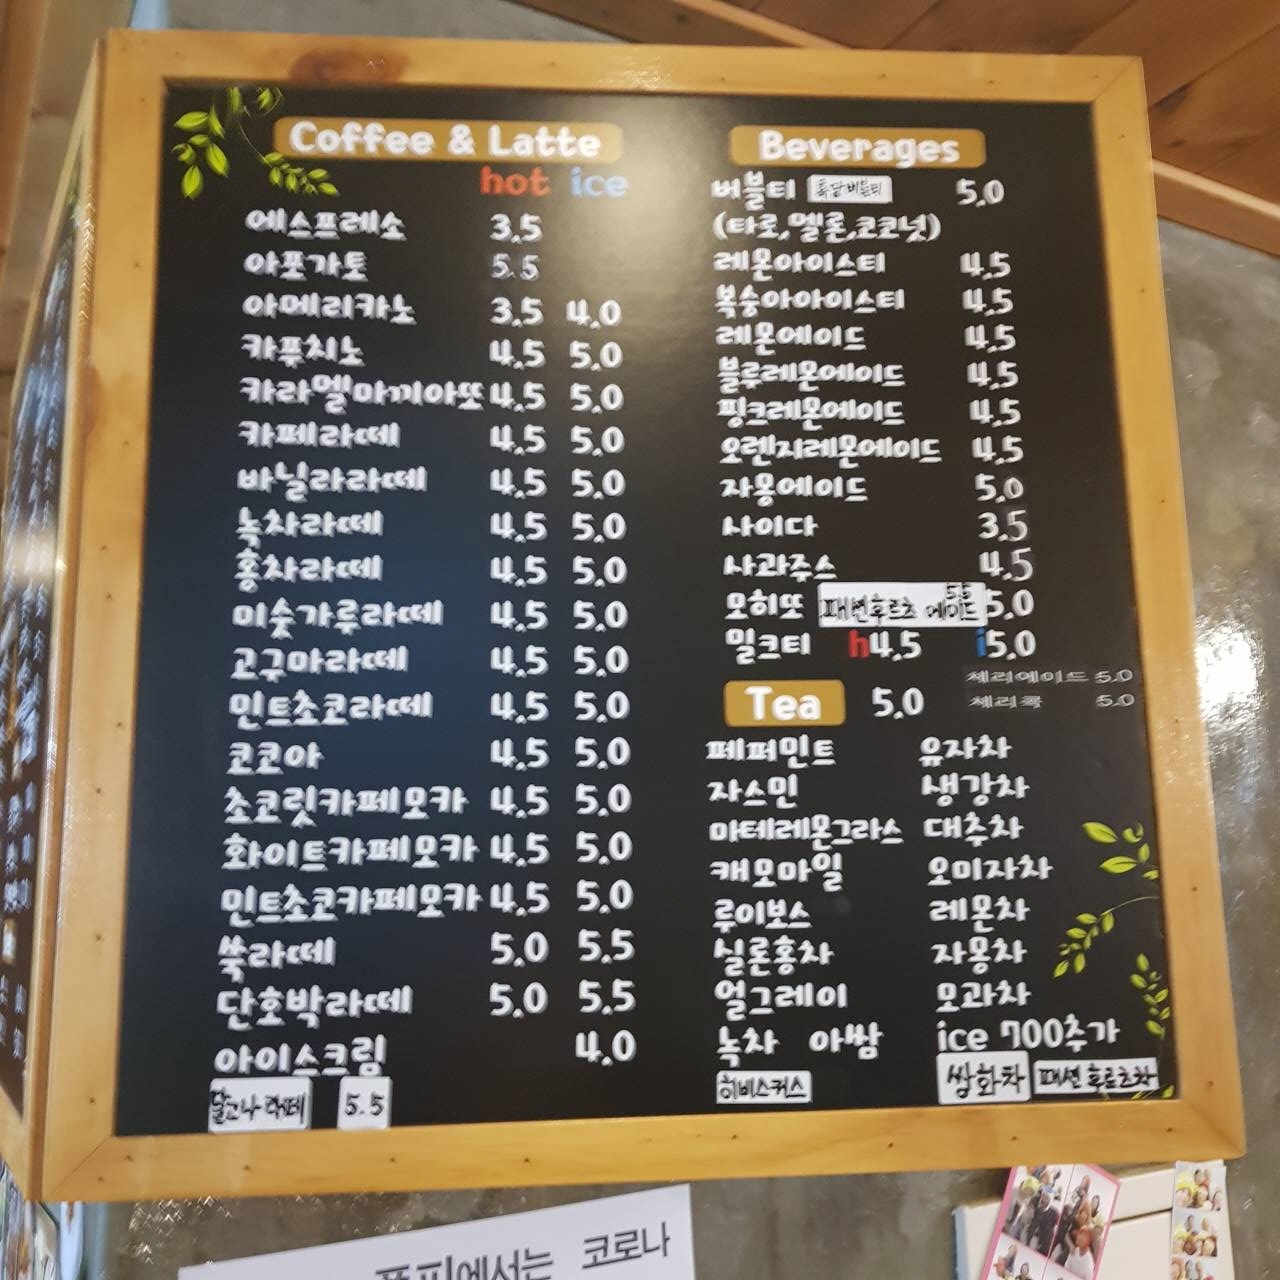 Coffee & Latte
hot ice
에스프레소 3.5
아포가토 5.5
아메리카노 3.5 4.0
카푸치노 4.5 5.0
카라멜마끼아또 4.5 5.0
카페라떼 4.5 5.0
바닐라라떼 4.5 5.0
녹차라떼 4.5 5.0
홍차라떼 4.5 5.0
미숫가루라떼 4.5 5.0
고구마라떼 4.5 5.0
민트초코라떼 4.5 5.0
코코아 4.5 5.0
초코릿카페모카 4.5 5.0
화이트카페모카 4.5 5.0
민트초코카페모카 4.5 5.0
쑥라떼 5.0 5.5
단호박라떼 5.0 5.5
아이스크림 4.0
달고나 라떼 5.5
Beverages
버블티 흑당버블티 5.0
(타로,멜론,코코넛)
레몬아이스티 4.5
복숭아아이스티 4.5
레몬에이드 4.5
블루레몬에이드 4.5
핑크레몬에이드 4.5
오렌지레몬에이드 4.5
자몽에이드 5.0
사이다 3.5
사과주스 4.5
모히또 패션후르츠 에이드 5.5 5.0
밀크티 h4.5 i5.0
체리에이드 5.0
체리콕 5.0
Tea 5.0
페퍼민트 유자차
자스민 생강차
마테레몬그라스 대추차
캐모마일 오미자차
루이보스 레몬차
실론홍차 자몽차
얼그레이 모과차
녹차 아쌈 ice 700추가
히비스커스 쌍화차 패션후르츠차
에서는 코로나